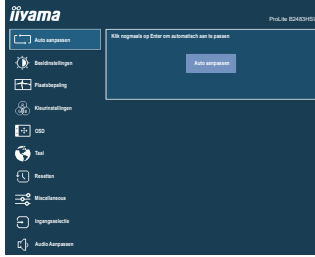 iiyama
ProLite B2483HSU
Auto aanpassen
Klik nogmaals op Enter om automatisch aan te passen
Auto aanpassen
Beeldinstellingen
Plaatsbepaling
Kleurinstellingen
OSD
Taal
Resetten
Miscellaneous
Ingangsselectie
Audio Aanpassen